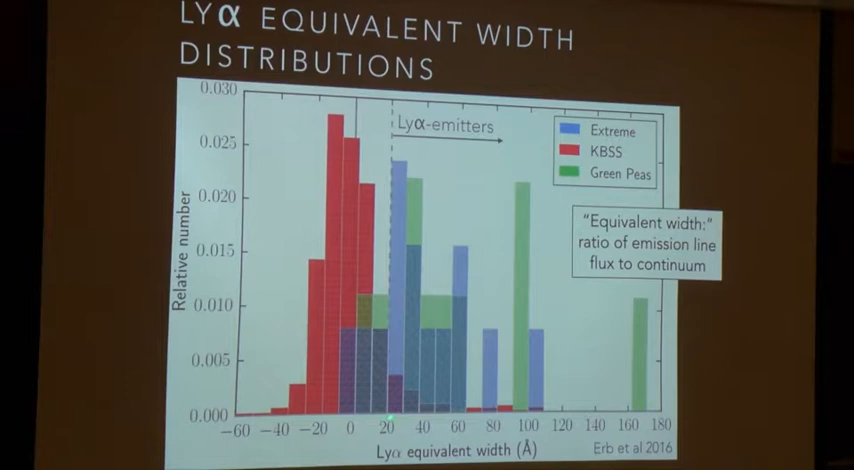 LYα EQUIVALENT WIDTH
DISTRIBUTIONS
0.030
0.025
0.020
0.015
0.010
0.005
0.000
Relative number
Lyα-emitters
Extreme
KBSS
Green Peas
"Equivalent width:"
ratio of emission line
flux to continuum
−60 −40 −20 0 20 40 60 80 100 120 140 160 180
Lyα equivalent width (Å)
Erb et al 2016